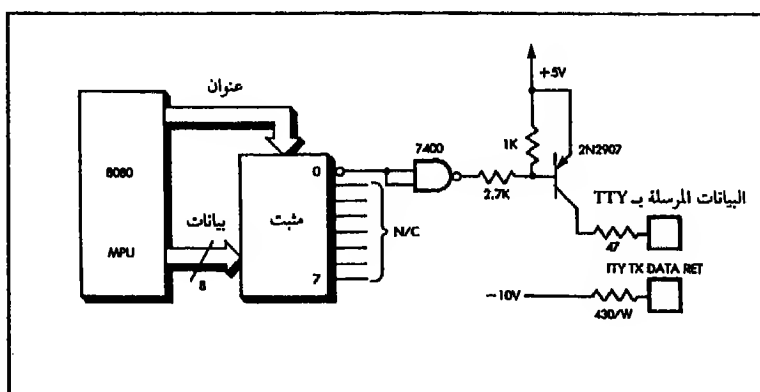 عنوان
+5V
7400
1K
2N2907
8080
0
2.7K
البيانات المرسلة بـ TTY
مثبت
بيانات
N/C
47
TTY TX DATA RET
MPU
8
7
-10V
430/W